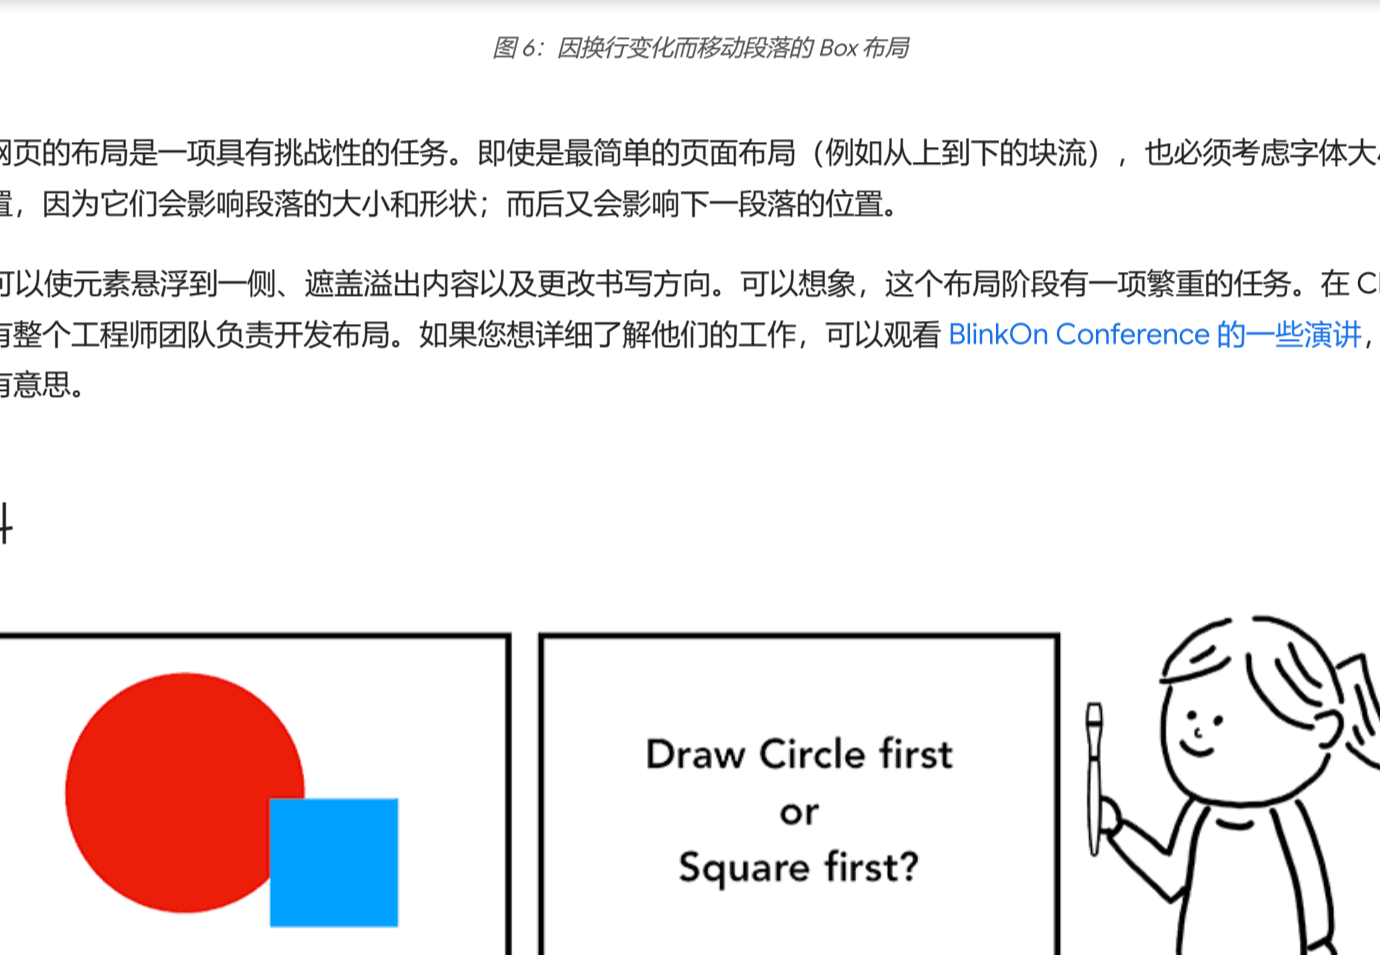 图 6：因换行变化而移动段落的 Box 布局
网页的布局是一项具有挑战性的任务。即使是最简单的页面布局（例如从上到下的块流），也必须考虑字体大小
置，因为它们会影响段落的大小和形状；而后又会影响下一段落的位置。
可以使元素悬浮到一侧、遮盖溢出内容以及更改书写方向。可以想象，这个布局阶段有一项繁重的任务。在 C
有整个工程师团队负责开发布局。如果您想详细了解他们的工作，可以观看 BlinkOn Conference 的一些演讲，
有意思。
Draw Circle first
or
Square first?